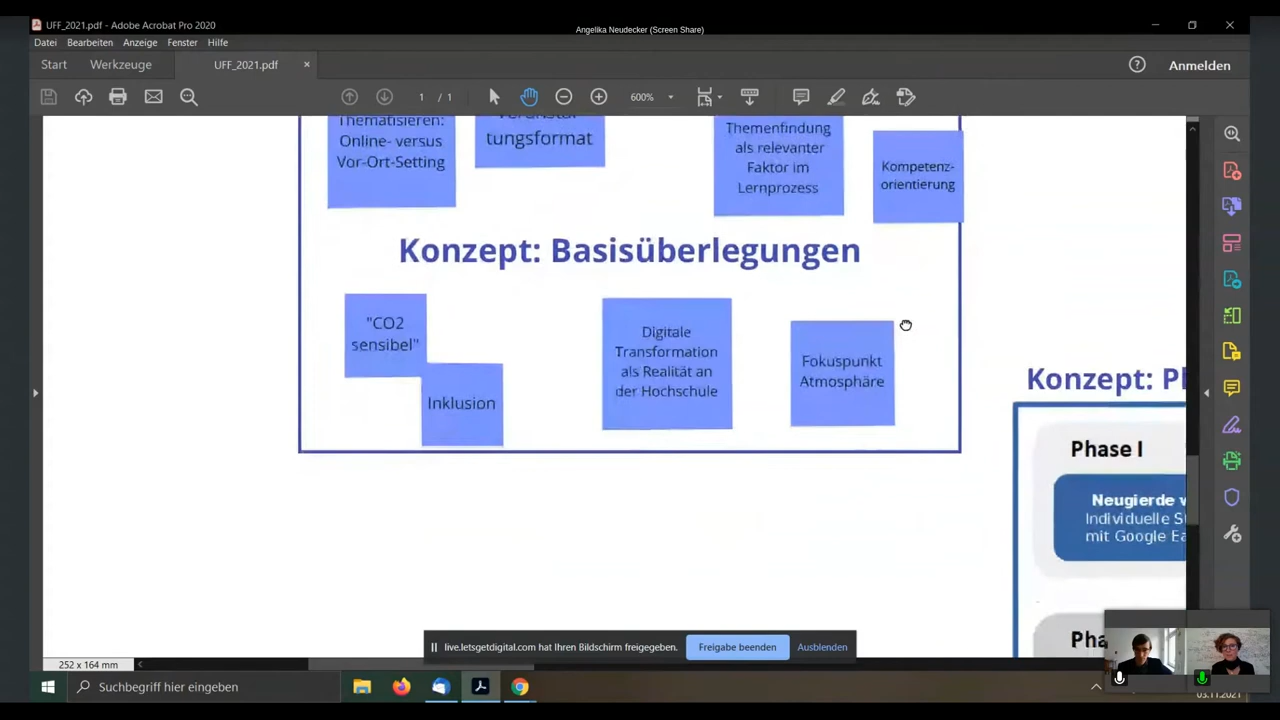 UFF_2021.pdf - Adobe Acrobat Pro 2020
Angelika Neudecker (Screen Share)
Datei Bearbeiten Anzeige Fenster Hilfe
Start Werkzeuge UFF_2021.pdf × Anmelden
1 / 1 600%
Thematisieren:
Online- versus
Vor-Ort-Setting
tungsformat
Themenfindung
als relevanter
Faktor im
Lernprozess
Kompetenz-
orientierung
Konzept: Basisüberlegungen
"CO2
sensibel"
Inklusion
Digitale
Transformation
als Realität an
der Hochschule
Fokuspunkt
Atmosphäre
Konzept: Ph
Phase I
Neugierde v
Individuelle S
mit Google Ea
Pha
live.letsgetdigital.com hat Ihren Bildschirm freigegeben. Freigabe beenden Ausblenden
252 x 164 mm
Suchbegriff hier eingeben
03.11.2021